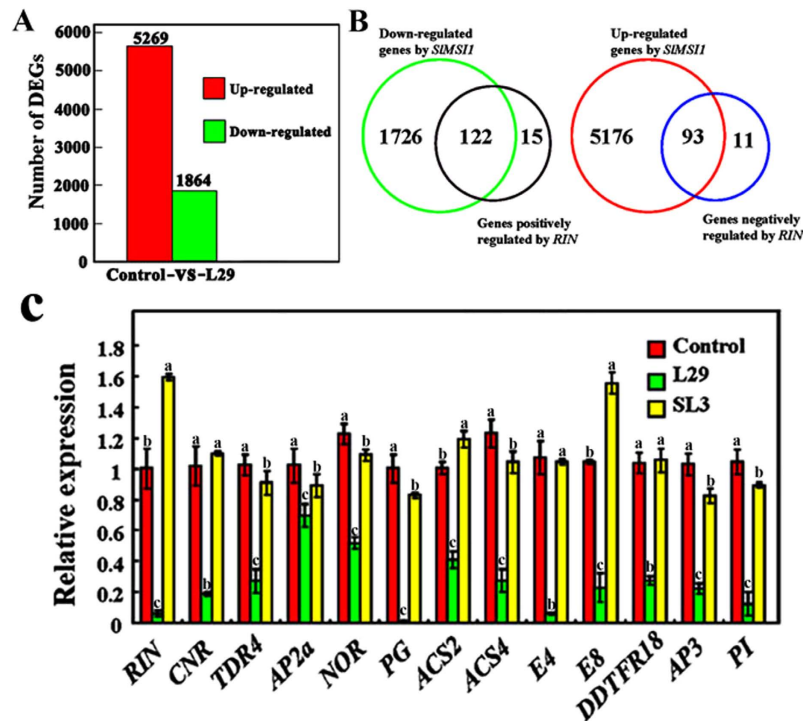 A
Number of DEGs
6000
5000
4000
3000
2000
1000
0
5269
1864
Up-regulated
Down-regulated
Control-VS-L29
B
Down-regulated
genes by SlMSI1
1726
122
15
Genes positively
regulated by RIN
Up-regulated
genes by SlMSI1
5176
93
11
Genes negatively
regulated by RIN
C
Relative expression
1.8
1.6
1.4
1.2
1
0.8
0.6
0.4
0.2
0
Control
L29
SL3
b c a
a b a
a c b
a c b
a c b
a c b
b c a
a c b
a b a
b c a
a b a
a c b
a c b
RIN
CNR
TDR4
AP2a
NOR
PG
ACS2
ACS4
E4
E8
DDTFR18
AP3
PI